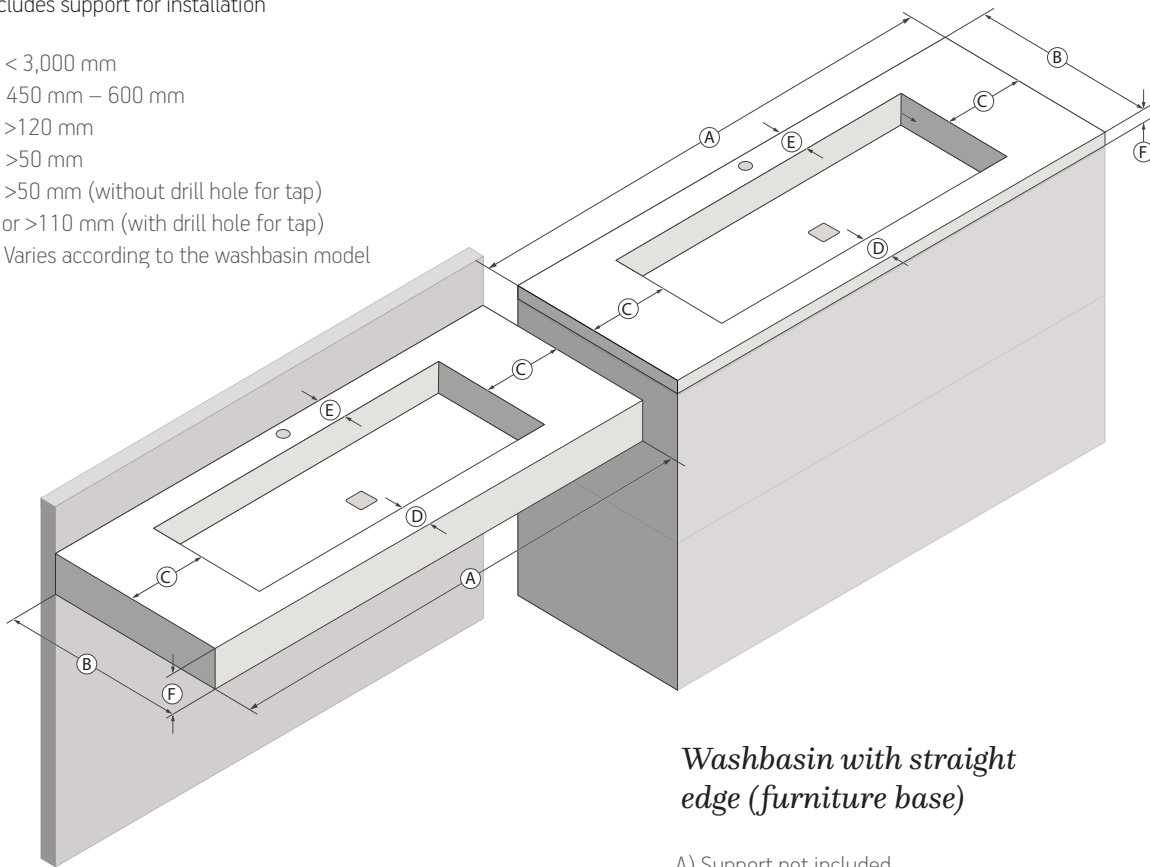 cludes support for installation
< 3,000 mm
450 mm – 600 mm
>120 mm
>50 mm
>50 mm (without drill hole for tap)
or >110 mm (with drill hole for tap)
Varies according to the washbasin model
B
C
A
E
F
D
C
C
E
D
C
A
B
F
Washbasin with straight
edge (furniture base)
A) Support not included